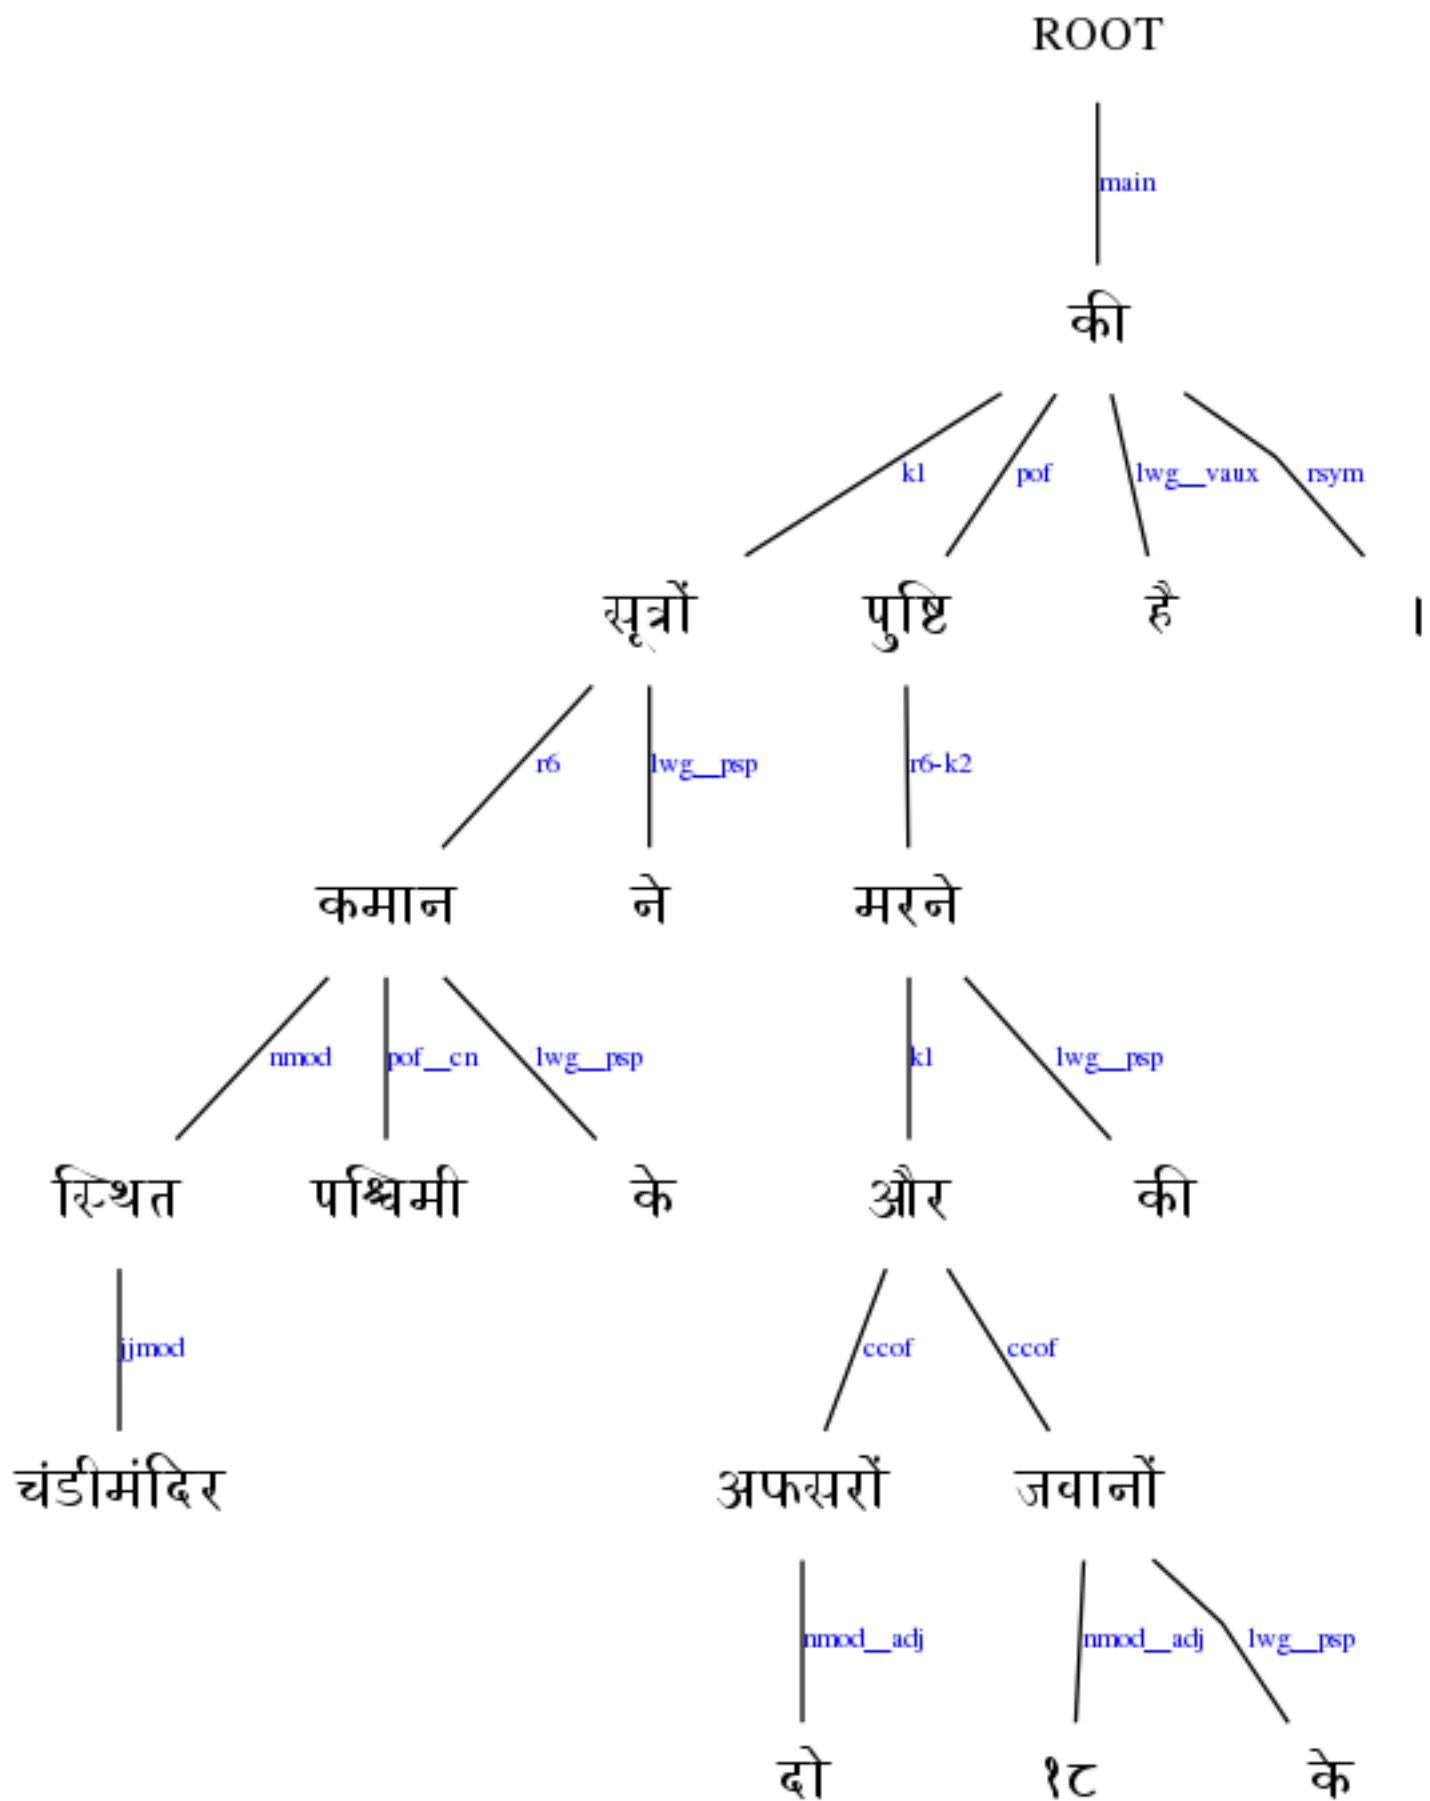 ROOT
main
की
k1 pof lwg__vaux rsym
सूत्रों पुष्टि है ।
r6 lwg__psp r6-k2
कमान ने मरने
nmod pof__cn lwg__psp k1 lwg__psp
स्थित पश्चिमी के और की
jjmod ccof ccof
चंडीमंदिर अफसरों जवानों
nmod__adj nmod__adj lwg__psp
दो १८ के